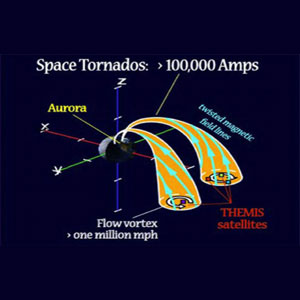 Space Tornados: > 100,000 Amps
Z
Aurora
X
twisted magnetic
field lines
Y
THEMIS
satellites
Flow vortex
> one million mph